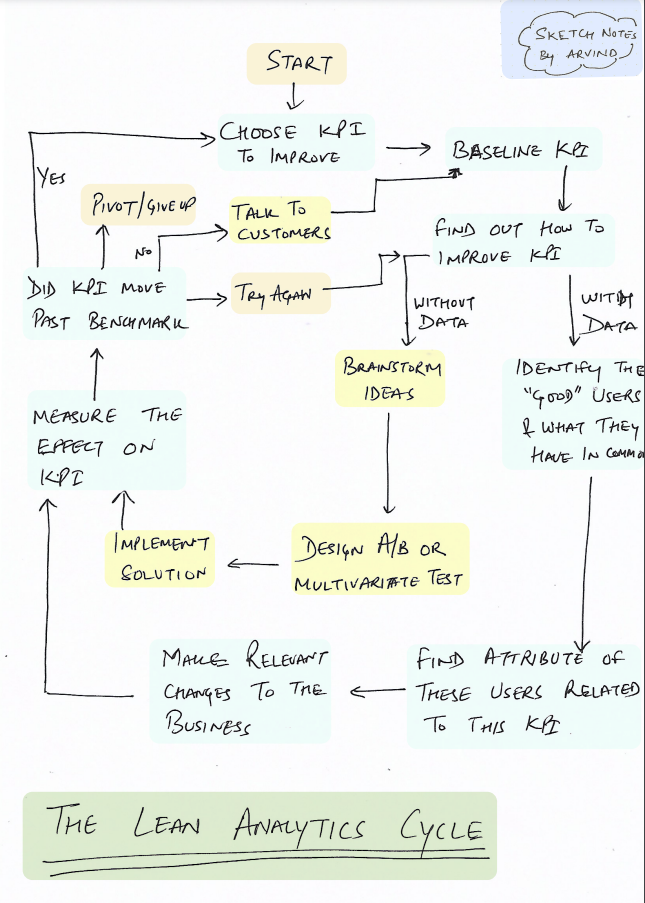 SKETCH NOTES
By ARVIND
START
CHOOSE KPI
TO IMPROVE
BASELINE KPI
YES
PIVOT/GIVE UP
TALK TO
CUSTOMERS
FIND OUT HOW TO
IMPROVE KPI
NO
DID KPI MOVE
PAST BENCHMARK
TRY AGAIN
WITHOUT
DATA
WITH
DATA
BRAINSTORM
IDEAS
IDENTIFY THE
"GOOD" USERS
& WHAT THEY
HAVE IN COMMO
MEASURE THE
EFFECT ON
KPI
IMPLEMENT
SOLUTION
DESIGN A/B OR
MULTIVARIATE TEST
MAKE RELEVANT
CHANGES TO THE
BUSINESS
FIND ATTRIBUTE OF
THESE USERS RELATED
TO THIS KPI.
THE LEAN ANALYTICS CYCLE